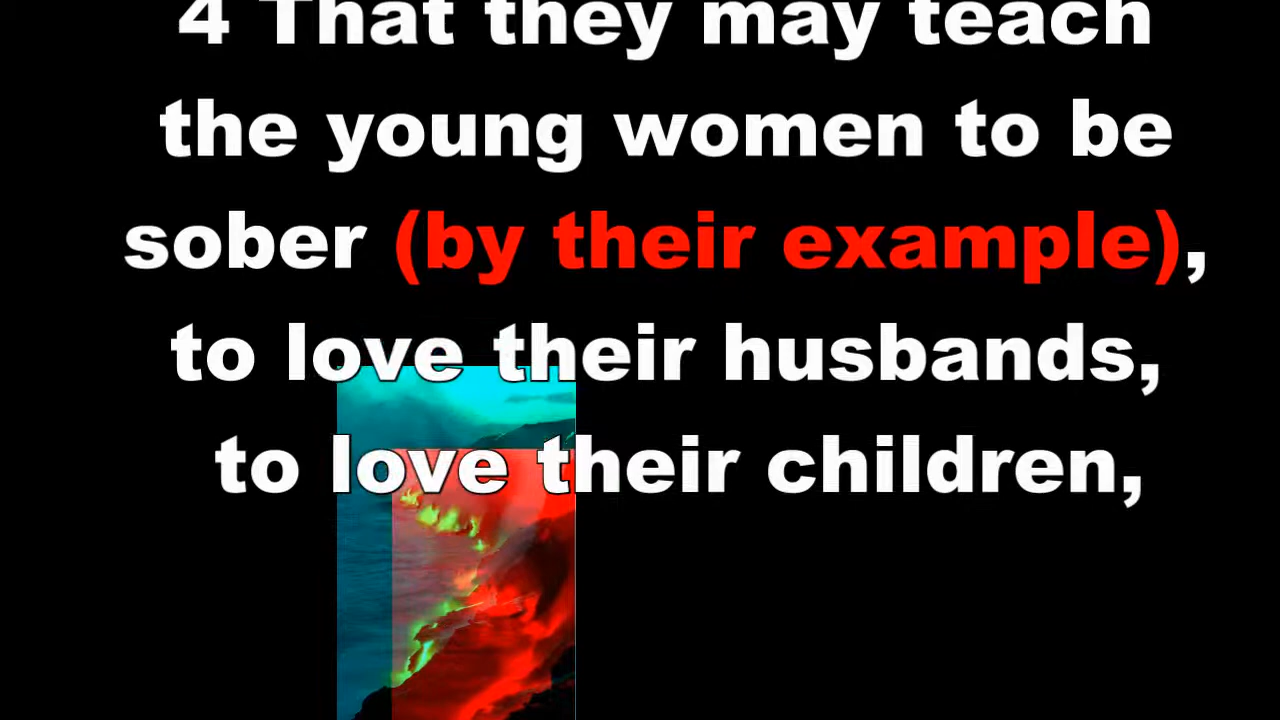 4 That they may teach
the young women to be
sober (by their example),
to love their husbands,
to love their children,